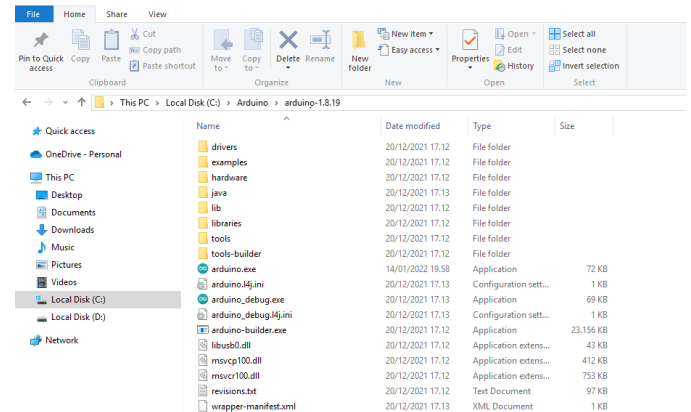 File Home Share View
Pin to Quick access
Copy
Paste
Cut
Copy path
Paste shortcut
Clipboard
Move to
Copy to
Delete
Rename
Organize
New folder
New item
Easy access
New
Properties
Open
Edit
History
Open
Select all
Select none
Invert selection
Select
This PC > Local Disk (C:) > Arduino > arduino-1.8.19
Quick access
OneDrive - Personal
This PC
Desktop
Documents
Downloads
Music
Pictures
Videos
Local Disk (C:)
Local Disk (D:)
Network
Name Date modified Type Size
drivers 20/12/2021 17.12 File folder
examples 20/12/2021 17.12 File folder
hardware 20/12/2021 17.12 File folder
java 20/12/2021 17.13 File folder
lib 20/12/2021 17.13 File folder
libraries 20/12/2021 17.12 File folder
tools 20/12/2021 17.12 File folder
tools-builder 20/12/2021 17.12 File folder
arduino.exe 14/01/2022 19.58 Application 72 KB
arduino.l4j.ini 20/12/2021 17.13 Configuration sett... 1 KB
arduino_debug.exe 20/12/2021 17.13 Application 69 KB
arduino_debug.l4j.ini 20/12/2021 17.13 Configuration sett... 1 KB
arduino-builder.exe 20/12/2021 17.12 Application 23.156 KB
libusb0.dll 20/12/2021 17.12 Application extens... 43 KB
msvcp100.dll 20/12/2021 17.12 Application extens... 412 KB
msvcr100.dll 20/12/2021 17.12 Application extens... 753 KB
revisions.txt 20/12/2021 17.12 Text Document 97 KB
wrapper-manifest.xml 20/12/2021 17.13 XML Document 1 KB